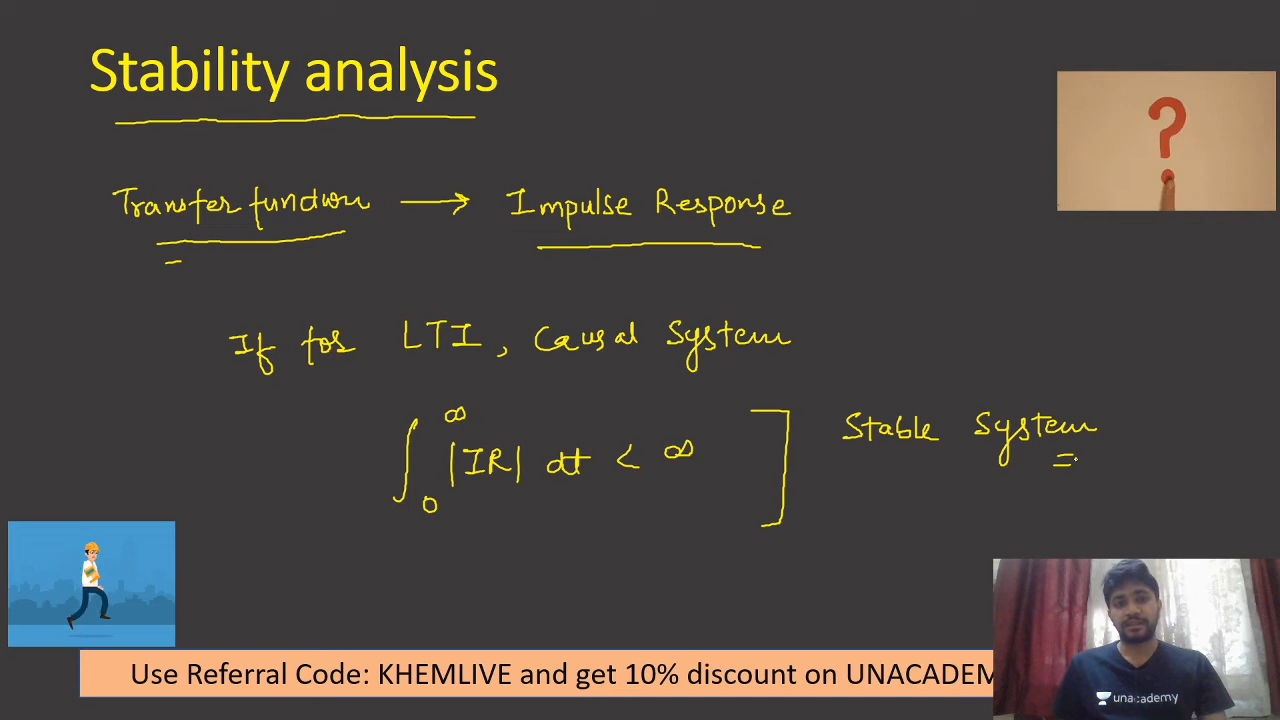 Stability analysis
?
Transfer function → Impulse Response
If for LTI, Causal System
∫₀^∞ |IR| dt < ∞ ] Stable System
Use Referral Code: KHEMLIVE and get 10% discount on UNACADEM
unacademy